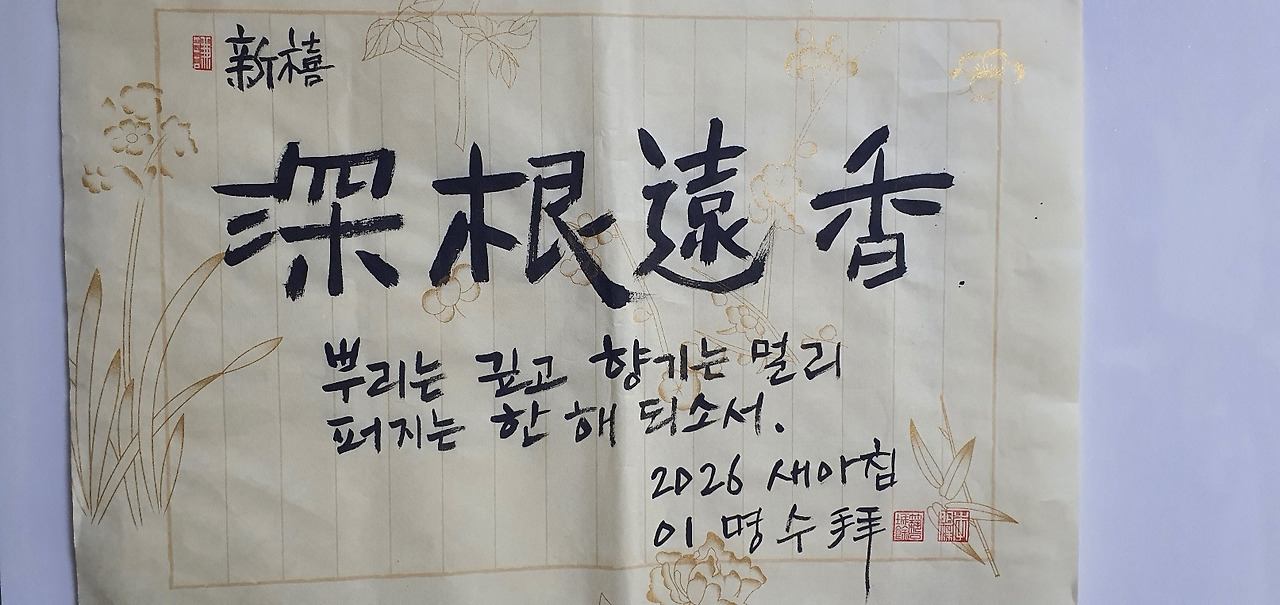 新禧
深根遠香
뿌리는 깊고 향기는 멀리
퍼지는 한 해 되소서.
2026 새아침
이명수 拜